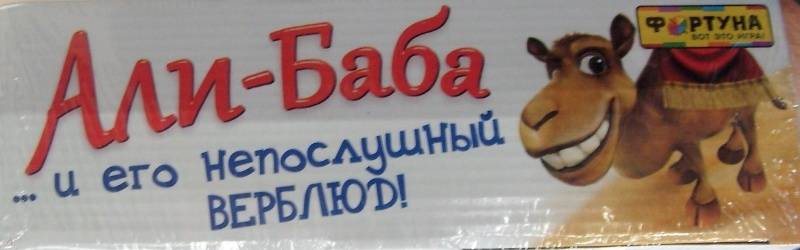 Али-Баба
... и его непослушный
ВЕРБЛЮД!
ФОРТУНА
ВОТ ЭТО ИГРА!